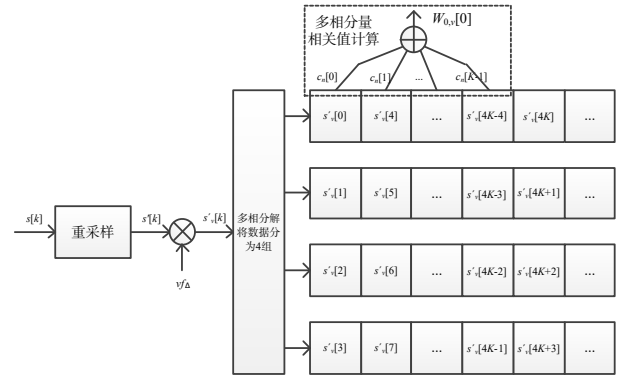 多相分量
相关值计算
W₀,ᵥ[0]
cₙ[0]
cₙ[1]
...
cₙ[K-1]
s′ᵥ[0]
s′ᵥ[4]
...
s′ᵥ[4K-4]
s′ᵥ[4K]
...
s′ᵥ[1]
s′ᵥ[5]
...
s′ᵥ[4K-3]
s′ᵥ[4K+1]
...
s[k]
重采样
s'[k]
s′ᵥ[k]
vfΔ
多相分解
将数据分
为4组
s′ᵥ[2]
s′ᵥ[6]
...
s′ᵥ[4K-2]
s′ᵥ[4K+2]
...
s′ᵥ[3]
s′ᵥ[7]
...
s′ᵥ[4K-1]
s′ᵥ[4K+3]
...